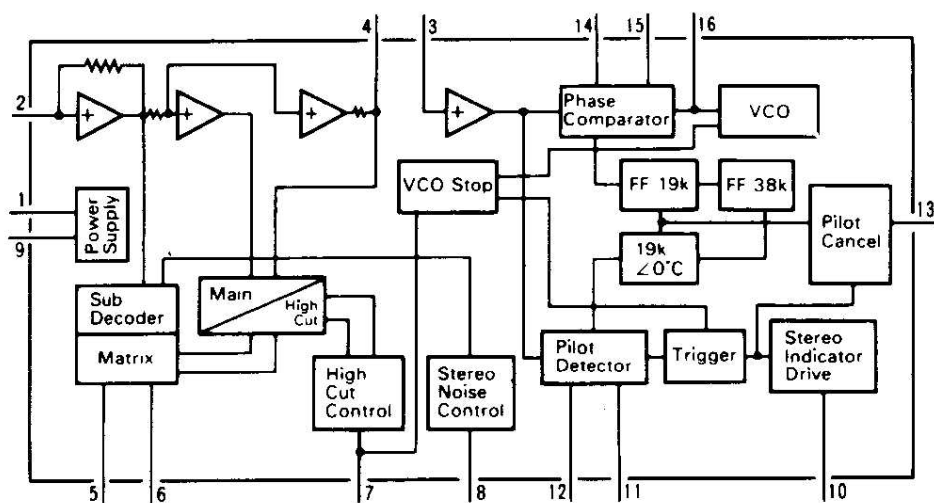 4
3
14
15
16
2
+
+
+
+
Phase
Comparator
VCO
VCO Stop
FF 19k
FF 38k
1
9
Power
Supply
Pilot
Cancel
13
19k
∠0°C
Sub
Decoder
Main
High
Cut
Matrix
High
Cut
Control
Stereo
Noise
Control
Pilot
Detector
Trigger
Stereo
Indicator
Drive
5
6
7
8
12
11
10